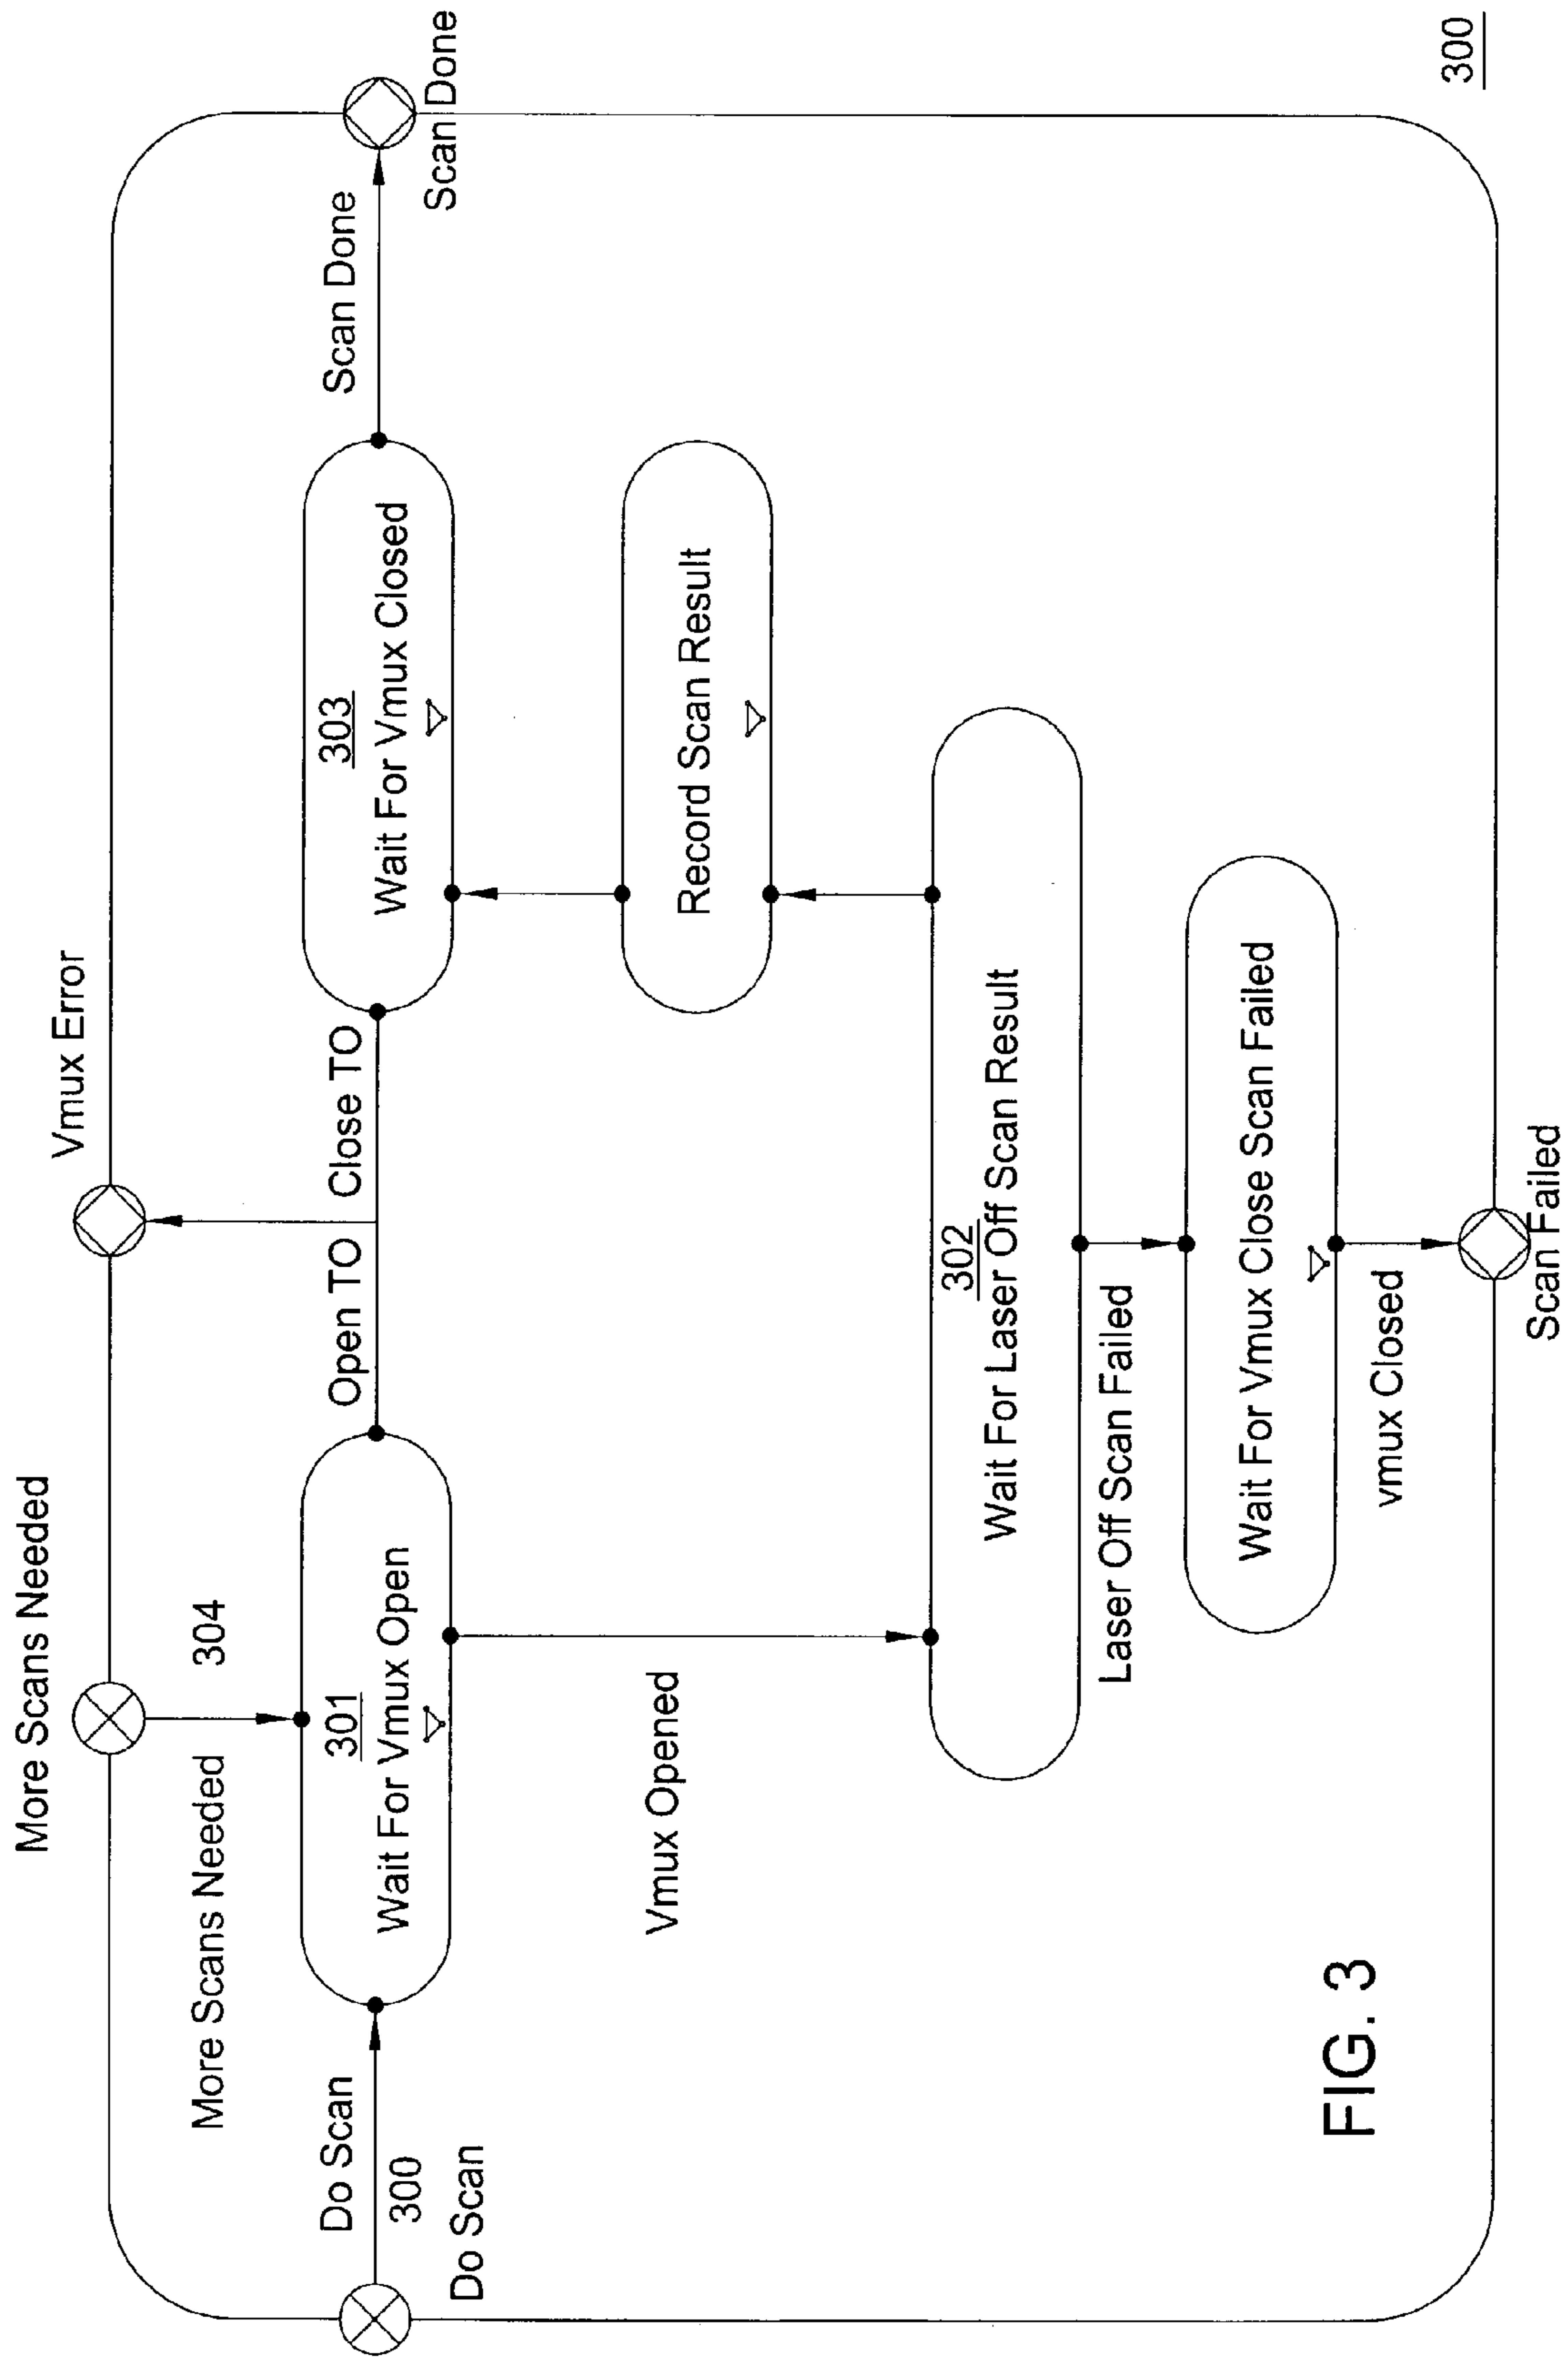 More Scans Needed
Vmux Error
More Scans Needed
304
Do Scan
300
Do Scan
301
Wait For Vmux Open
Open TO
Close TO
303
Wait For Vmux Closed
Scan Done
Scan Done
Vmux Opened
Record Scan Result
302
Wait For Laser Off Scan Result
Laser Off Scan Failed
Wait For Vmux Close Scan Failed
vmux Closed
Scan Failed
FIG. 3
300